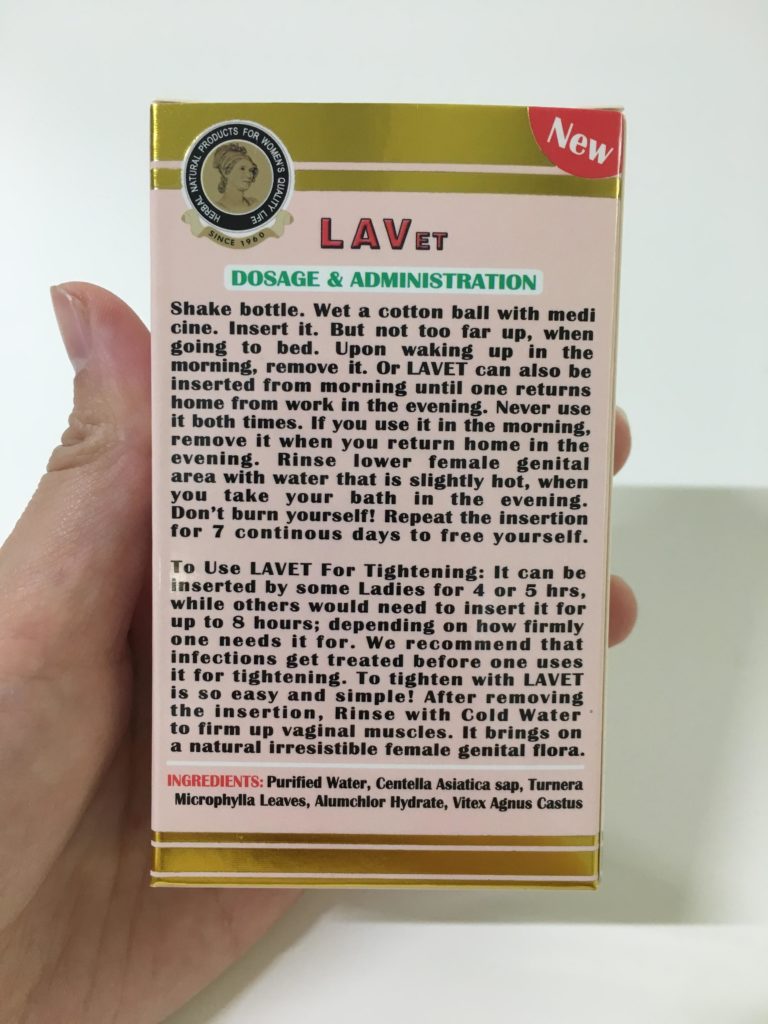 New
HERBAL NATURAL PRODUCTS FOR WOMEN'S QUALITY LIFE
SINCE 1960
LAVET
DOSAGE & ADMINISTRATION
Shake bottle. Wet a cotton ball with medi
cine. Insert it. But not too far up, when
going to bed. Upon waking up in the
morning, remove it. Or LAVET can also be
inserted from morning until one returns
home from work in the evening. Never use
it both times. If you use it in the morning,
remove it when you return home in the
evening. Rinse lower female genital
area with water that is slightly hot, when
you take your bath in the evening.
Don't burn yourself! Repeat the insertion
for 7 continous days to free yourself.
To Use LAVET For Tightening: It can be
inserted by some Ladies for 4 or 5 hrs,
while others would need to insert it for
up to 8 hours; depending on how firmly
one needs it for. We recommend that
infections get treated before one uses
it for tightening. To tighten with LAVET
is so easy and simple! After removing
the insertion, Rinse with Cold Water
to firm up vaginal muscles. It brings on
a natural irresistible female genital flora.
INGREDIENTS: Purified Water, Centella Asiatica sap, Turnera
Microphylla Leaves, Alumchlor Hydrate, Vitex Agnus Castus